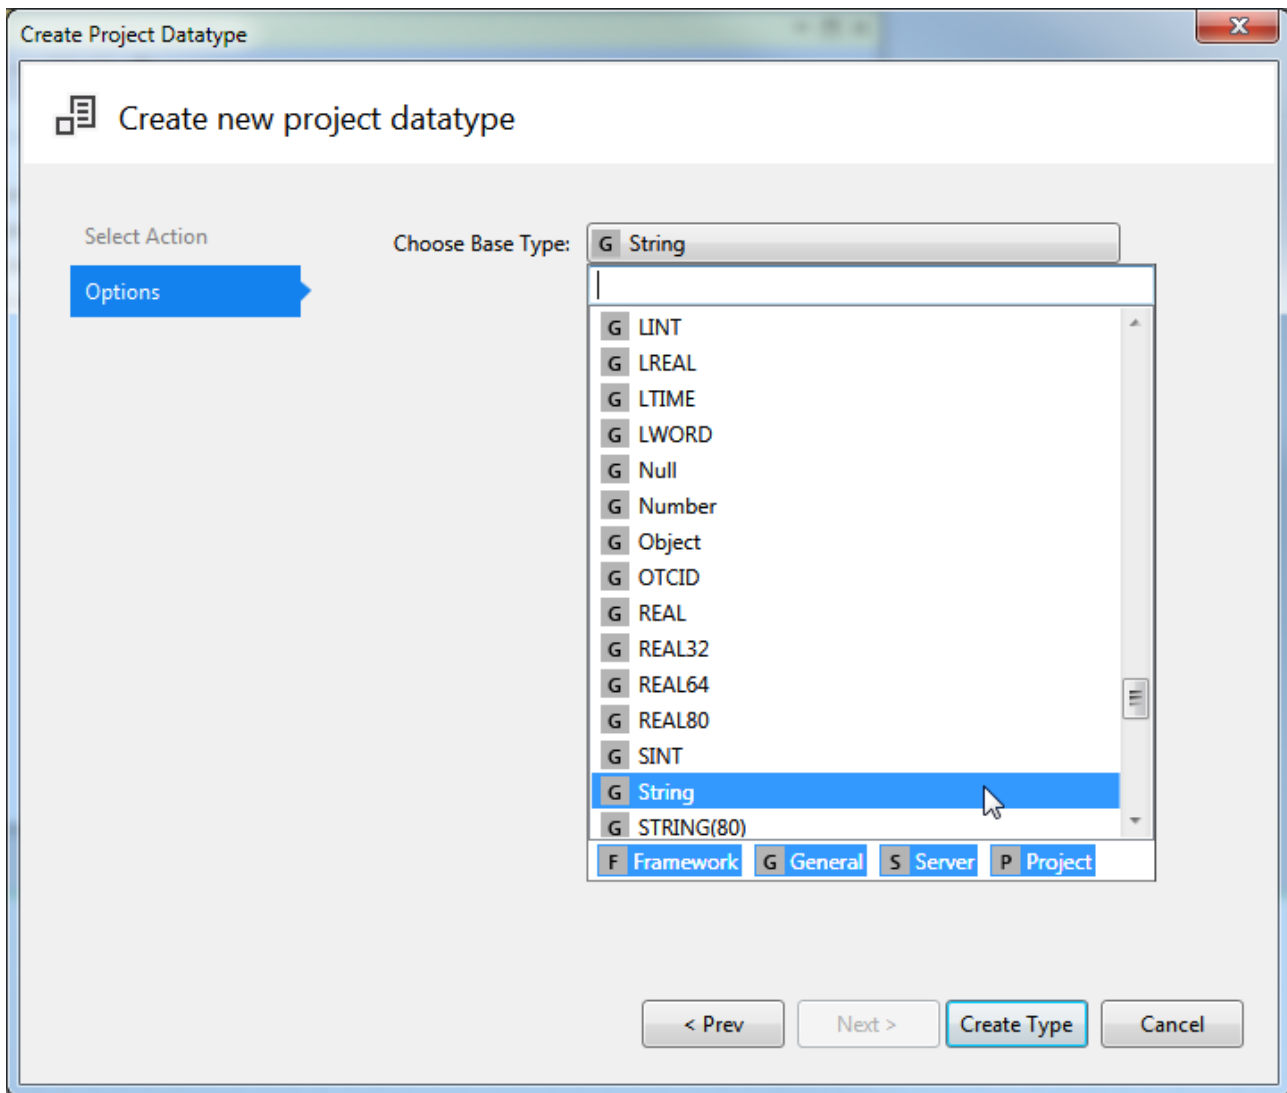 Create Project Datatype
Create new project datatype
Select Action
Options
Choose Base Type: G String
G LINT
G LREAL
G LTIME
G LWORD
G Null
G Number
G Object
G OTCID
G REAL
G REAL32
G REAL64
G REAL80
G SINT
G String
G STRING(80)
F Framework G General S Server P Project
< Prev Next > Create Type Cancel